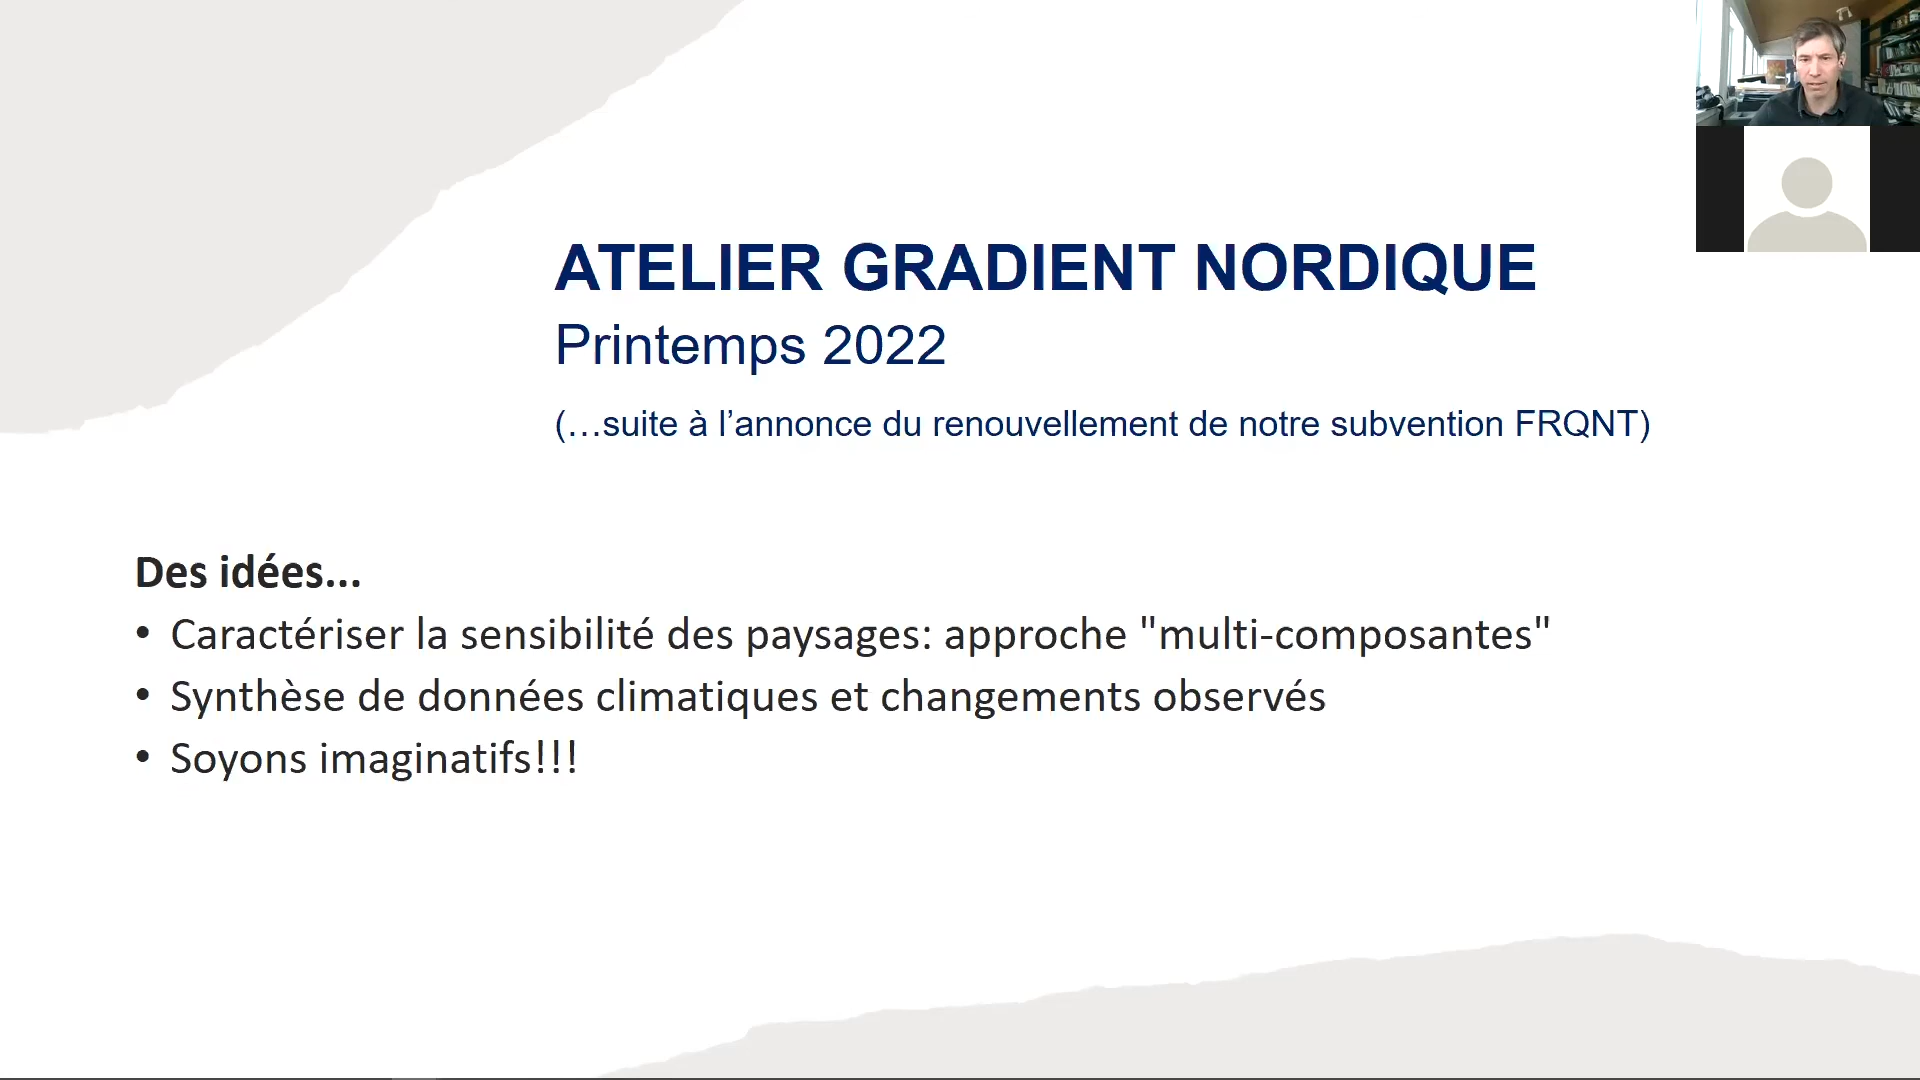 ATELIER GRADIENT NORDIQUE
Printemps 2022
(…suite à l’annonce du renouvellement de notre subvention FRQNT)
Des idées...
• Caractériser la sensibilité des paysages: approche "multi-composantes"
• Synthèse de données climatiques et changements observés
• Soyons imaginatifs!!!